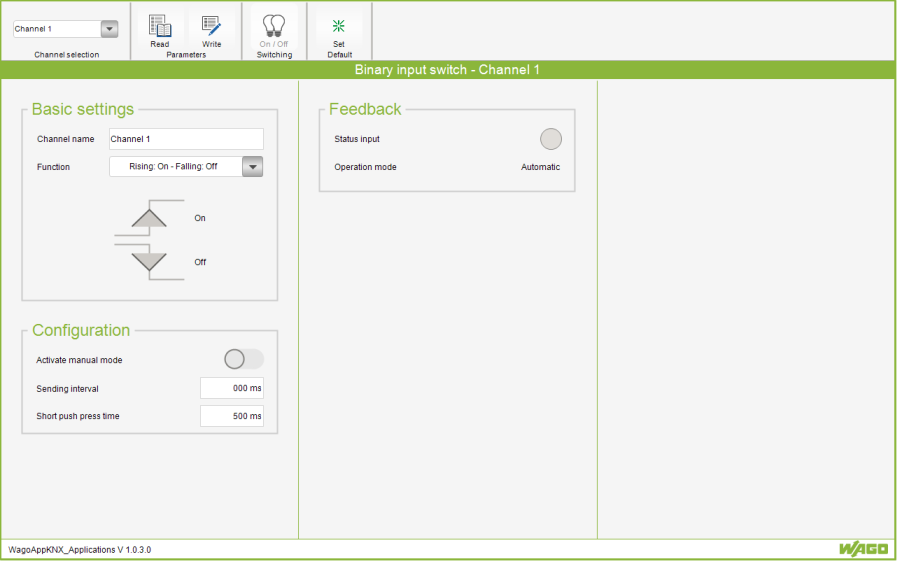 Channel 1
Channel selection
Read
Write
Parameters
On / Off
Switching
Set
Default
Binary input switch - Channel 1
Basic settings
Channel name
Channel 1
Function
Rising: On - Falling: Off
On
Off
Configuration
Activate manual mode
Sending interval
000 ms
Short push press time
500 ms
Feedback
Status input
Operation mode
Automatic
WagoAppKNX_Applications V 1.0.3.0
WAGO